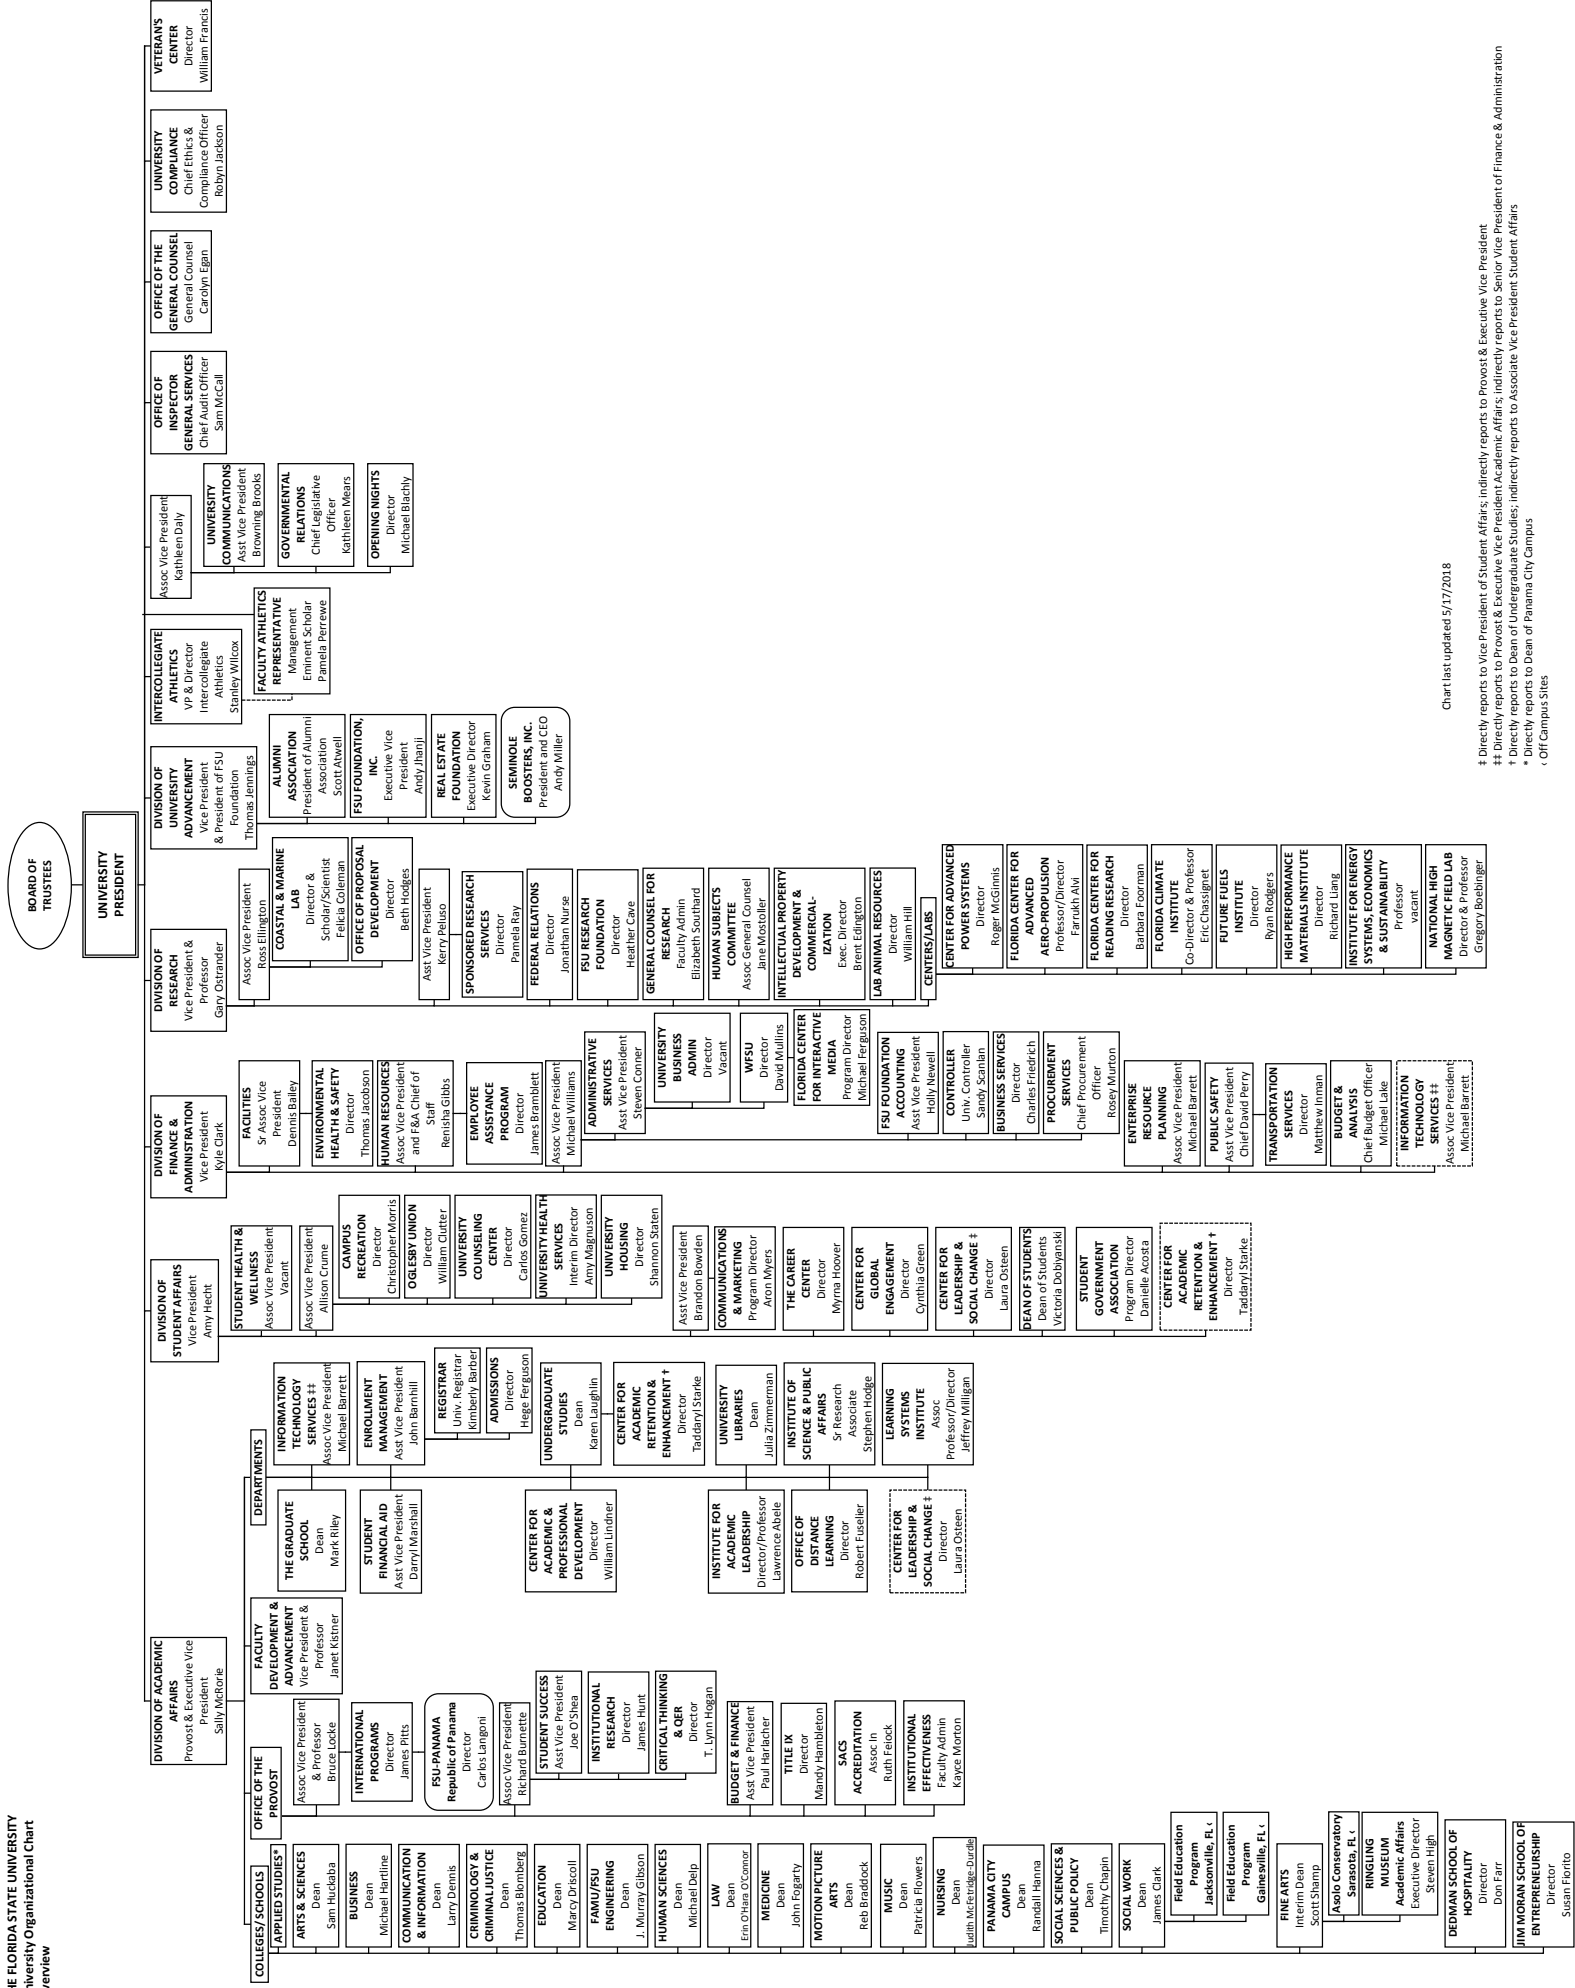 HE FLORIDA STATE UNIVERSITY
niversity Organizational Chart
verview
BOARD OF
TRUSTEES
UNIVERSITY
PRESIDENT
DIVISION OF ACADEMIC
AFFAIRS
Provost & Executive Vice
President
Sally McRorie
COLLEGES/ SCHOOLS
APPLIED STUDIES*
ARTS & SCIENCES
Dean
Sam Huckaba
BUSINESS
Dean
Michael Hartline
COMMUNICATION
& INFORMATION
Dean
Larry Dennis
CRIMINOLOGY &
CRIMINAL JUSTICE
Dean
Thomas Blomberg
EDUCATION
Dean
Marcy Driscoll
FAMU/FSU
ENGINEERING
Dean
J. Murray Gibson
HUMAN SCIENCES
Dean
Michael Delp
LAW
Dean
Erin O'Hara O'Connor
MEDICINE
Dean
John Fogarty
MOTION PICTURE
ARTS
Dean
Reb Braddock
MUSIC
Dean
Patricia Flowers
NURSING
Dean
Judith McFetridge-Durdle
PANAMA CITY
CAMPUS
Dean
Randall Hanna
SOCIAL SCIENCES &
PUBLIC POLICY
Dean
Timothy Chapin
SOCIAL WORK
Dean
James Clark
Field Education
Program
Jacksonville, FL ‹
Field Education
Program
Gainesville, FL ‹
FINE ARTS
Interim Dean
Scott Shamp
Asolo Conservatory
Sarasota, FL ‹
RINGLING
MUSEUM
Academic Affairs
Executive Director
Steven High
DEDMAN SCHOOL OF
HOSPITALITY
Director
Don Farr
JIM MORAN SCHOOL OF
ENTREPRENEURSHIP
Director
Susan Fiorito
OFFICE OF THE
PROVOST
Assoc Vice President
& Professor
Bruce Locke
INTERNATIONAL
PROGRAMS
Director
James Pitts
FSU-PANAMA
Republic of Panama
Director
Carlos Langoni
Assoc Vice President
Richard Burnette
STUDENT SUCCESS
Asst Vice President
Joe O'Shea
INSTITUTIONAL
RESEARCH
Director
James Hunt
CRITICAL THINKING
& QER
Director
T. Lynn Hogan
BUDGET & FINANCE
Asst Vice President
Paul Harlacher
TITLE IX
Director
Mandy Hambleton
SACS
ACCREDITATION
Assoc In
Ruth Feiock
INSTITUTIONAL
EFFECTIVENESS
Faculty Admin
Kayce Morton
FACULTY
DEVELOPMENT &
ADVANCEMENT
Vice President &
Professor
Janet Kistner
DEPARTMENTS
THE GRADUATE
SCHOOL
Dean
Mark Riley
STUDENT
FINANCIAL AID
Asst Vice President
Darryl Marshall
CENTER FOR
ACADEMIC &
PROFESSIONAL
DEVELOPMENT
Director
William Lindner
INSTITUTE FOR
ACADEMIC
LEADERSHIP
Director/Professor
Lawrence Abele
OFFICE OF
DISTANCE
LEARNING
Director
Robert Fuselier
CENTER FOR
LEADERSHIP &
SOCIAL CHANGE ‡
Director
Laura Osteen
INFORMATION
TECHNOLOGY
SERVICES ‡‡
Assoc Vice President
Michael Barrett
ENROLLMENT
MANAGEMENT
Asst Vice President
John Barnhill
REGISTRAR
Univ. Registrar
Kimberly Barber
ADMISSIONS
Director
Hege Ferguson
UNDERGRADUATE
STUDIES
Dean
Karen Laughlin
CENTER FOR
ACADEMIC
RETENTION &
ENHANCEMENT †
Director
Taddaryl Starke
UNIVERSITY
LIBRARIES
Dean
Julia Zimmerman
INSTITUTE OF
SCIENCE & PUBLIC
AFFAIRS
Sr Research
Associate
Stephen Hodge
LEARNING
SYSTEMS
INSTITUTE
Assoc
Professor/Director
Jeffrey Milligan
DIVISION OF
STUDENT AFFAIRS
Vice President
Amy Hecht
STUDENT HEALTH &
WELLNESS
Assoc Vice President
Vacant
Assoc Vice President
Allison Crume
CAMPUS
RECREATION
Director
Christopher Morris
OGLESBY UNION
Director
William Clutter
UNIVERSITY
COUNSELING
CENTER
Director
Carlos Gomez
UNIVERSITY HEALTH
SERVICES
Interim Director
Amy Magnuson
UNIVERSITY
HOUSING
Director
Shannon Staten
Asst Vice President
Brandon Bowden
COMMUNICATIONS
& MARKETING
Program Director
Aron Myers
THE CAREER
CENTER
Director
Myrna Hoover
CENTER FOR
GLOBAL
ENGAGEMENT
Director
Cynthia Green
CENTER FOR
LEADERSHIP &
SOCIAL CHANGE ‡
Director
Laura Osteen
DEAN OF STUDENTS
Dean of Students
Victoria Dobiyanski
STUDENT
GOVERNMENT
ASSOCIATION
Program Director
Danielle Acosta
CENTER FOR
ACADEMIC
RETENTION &
ENHANCEMENT †
Director
Taddaryl Starke
DIVISION OF
FINANCE &
ADMINISTRATION
Vice President
Kyle Clark
FACILITIES
Sr Assoc Vice
President
Dennis Bailey
ENVIRONMENTAL
HEALTH & SAFETY
Director
Thomas Jacobson
HUMAN RESOURCES
Assoc Vice President
and F&A Chief of
Staff
Renisha Gibbs
EMPLOYEE
ASSISTANCE
PROGRAM
Director
James Bramblett
Assoc Vice President
Michael Williams
ADMINISTRATIVE
SERVICES
Asst Vice President
Steven Conner
UNIVERSITY
BUSINESS
ADMIN
Director
Vacant
WFSU
Director
David Mullins
FLORIDA CENTER
FOR INTERACTIVE
MEDIA
Program Director
Michael Ferguson
FSU FOUNDATION
ACCOUNTING
Asst Vice President
Holly Newell
CONTROLLER
Univ. Controller
Sandy Scanlan
BUSINESS SERVICES
Director
Charles Friedrich
PROCUREMENT
SERVICES
Chief Procurement
Officer
Rosey Murton
ENTERPRISE
RESOURCE
PLANNING
Assoc Vice President
Michael Barrett
PUBLIC SAFETY
Asst Vice President
Chief David Perry
TRANSPORTATION
SERVICES
Director
Matthew Inman
BUDGET &
ANALYSIS
Chief Budget Officer
Michael Lake
INFORMATION
TECHNOLOGY
SERVICES ‡‡
Assoc Vice President
Michael Barrett
DIVISION OF
RESEARCH
Vice President &
Professor
Gary Ostrander
Assoc Vice President
Ross Ellington
COASTAL & MARINE
LAB
Director &
Scholar/Scientist
Felicia Coleman
OFFICE OF PROPOSAL
DEVELOPMENT
Director
Beth Hodges
Asst Vice President
Kerry Peluso
SPONSORED RESEARCH
SERVICES
Director
Pamela Ray
FEDERAL RELATIONS
Director
Jonathan Nurse
FSU RESEARCH
FOUNDATION
Director
Heather Cave
GENERAL COUNSEL FOR
RESEARCH
Faculty Admin
Elizabeth Southard
HUMAN SUBJECTS
COMMITTEE
Assoc General Counsel
Jane Mostoller
INTELLECTUAL PROPERTY
DEVELOPMENT &
COMMERCIAL-
IZATION
Exec. Director
Brent Edington
LAB ANIMAL RESOURCES
Director
William Hill
CENTERS/LABS
CENTER FOR ADVANCED
POWER SYSTEMS
Director
Roger McGinnis
FLORIDA CENTER FOR
ADVANCED
AERO-PROPULSION
Professor/Director
Farrukh Alvi
FLORIDA CENTER FOR
READING RESEARCH
Director
Barbara Foorman
FLORIDA CLIMATE
INSTITUTE
Co-Director & Professor
Eric Chassignet
FUTURE FUELS
INSTITUTE
Director
Ryan Rodgers
HIGH PERFORMANCE
MATERIALS INSTITUTE
Director
Richard Liang
INSTITUTE FOR ENERGY
SYSTEMS, ECONOMICS
& SUSTAINABILITY
Professor
vacant
NATIONAL HIGH
MAGNETIC FIELD LAB
Director & Professor
Gregory Boebinger
DIVISION OF
UNIVERSITY
ADVANCEMENT
Vice President
& President of FSU
Foundation
Thomas Jennings
ALUMNI
ASSOCIATION
President of Alumni
Association
Scott Atwell
FSU FOUNDATION,
INC.
Executive Vice
President
Andy Jhanji
REAL ESTATE
FOUNDATION
Executive Director
Kevin Graham
SEMINOLE
BOOSTERS, INC.
President and CEO
Andy Miller
INTERCOLLEGIATE
ATHLETICS
VP & Director
Intercollegiate
Athletics
Stanley Wilcox
FACULTY ATHLETICS
REPRESENTATIVE
Management
Eminent Scholar
Pamela Perrewe
Assoc Vice President
Kathleen Daly
UNIVERSITY
COMMUNICATIONS
Asst Vice President
Browning Brooks
GOVERNMENTAL
RELATIONS
Chief Legislative
Officer
Kathleen Mears
OPENING NIGHTS
Director
Michael Blachly
OFFICE OF
INSPECTOR
GENERAL SERVICES
Chief Audit Officer
Sam McCall
OFFICE OF THE
GENERAL COUNSEL
General Counsel
Carolyn Egan
UNIVERSITY
COMPLIANCE
Chief Ethics &
Compliance Officer
Robyn Jackson
VETERAN'S
CENTER
Director
William Francis
Chart last updated 5/17/2018
‡ Directly reports to Vice President of Student Affairs; indirectly reports to Provost & Executive Vice President
‡‡ Directly reports to Provost & Executive Vice President Academic Affairs; indirectly reports to Senior Vice President of Finance & Administration
† Directly reports to Dean of Undergraduate Studies; indirectly reports to Associate Vice President Student Affairs
* Directly reports to Dean of Panama City Campus
‹ Off Campus Sites